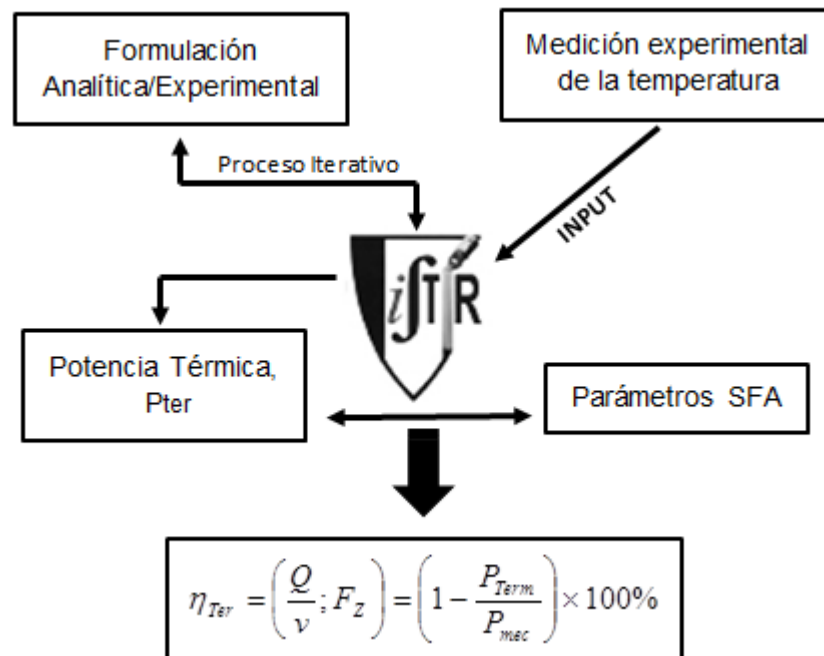 Formulación
Analítica/Experimental
Medición experimental
de la temperatura
Proceso Iterativo
INPUT
iSTIR
Potencia Térmica,
Pter
Parámetros SFA
η_Ter = (Q/v ; F_Z) = (1 − P_Term/P_mec) × 100%